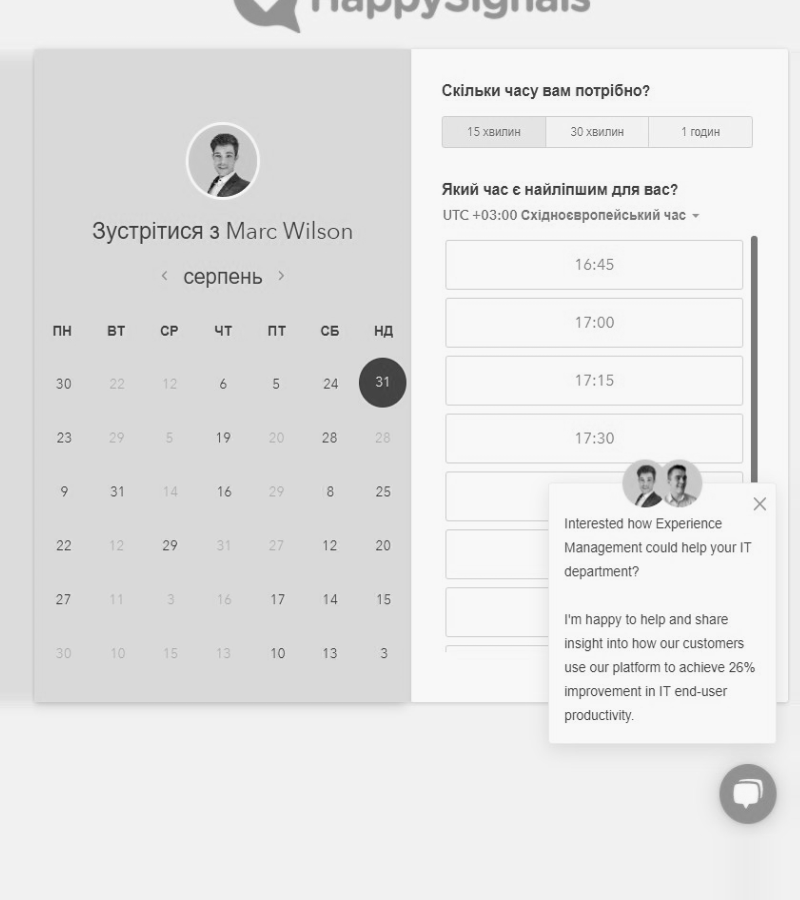 HappySignals
Зустрітися з Marc Wilson
серпень
ПН ВТ СР ЧТ ПТ СБ НД
30 22 12 6 5 24 31
23 29 5 19 20 28 28
9 31 14 16 29 8 25
22 12 29 31 27 12 20
27 11 3 16 17 14 15
30 10 15 13 10 13 3
Скільки часу вам потрібно?
15 хвилин 30 хвилин 1 годин
Який час є найліпшим для вас?
UTC +03:00 Східноєвропейський час
16:45
17:00
17:15
17:30
Interested how Experience
Management could help your IT
department?
I'm happy to help and share
insight into how our customers
use our platform to achieve 26%
improvement in IT end-user
productivity.